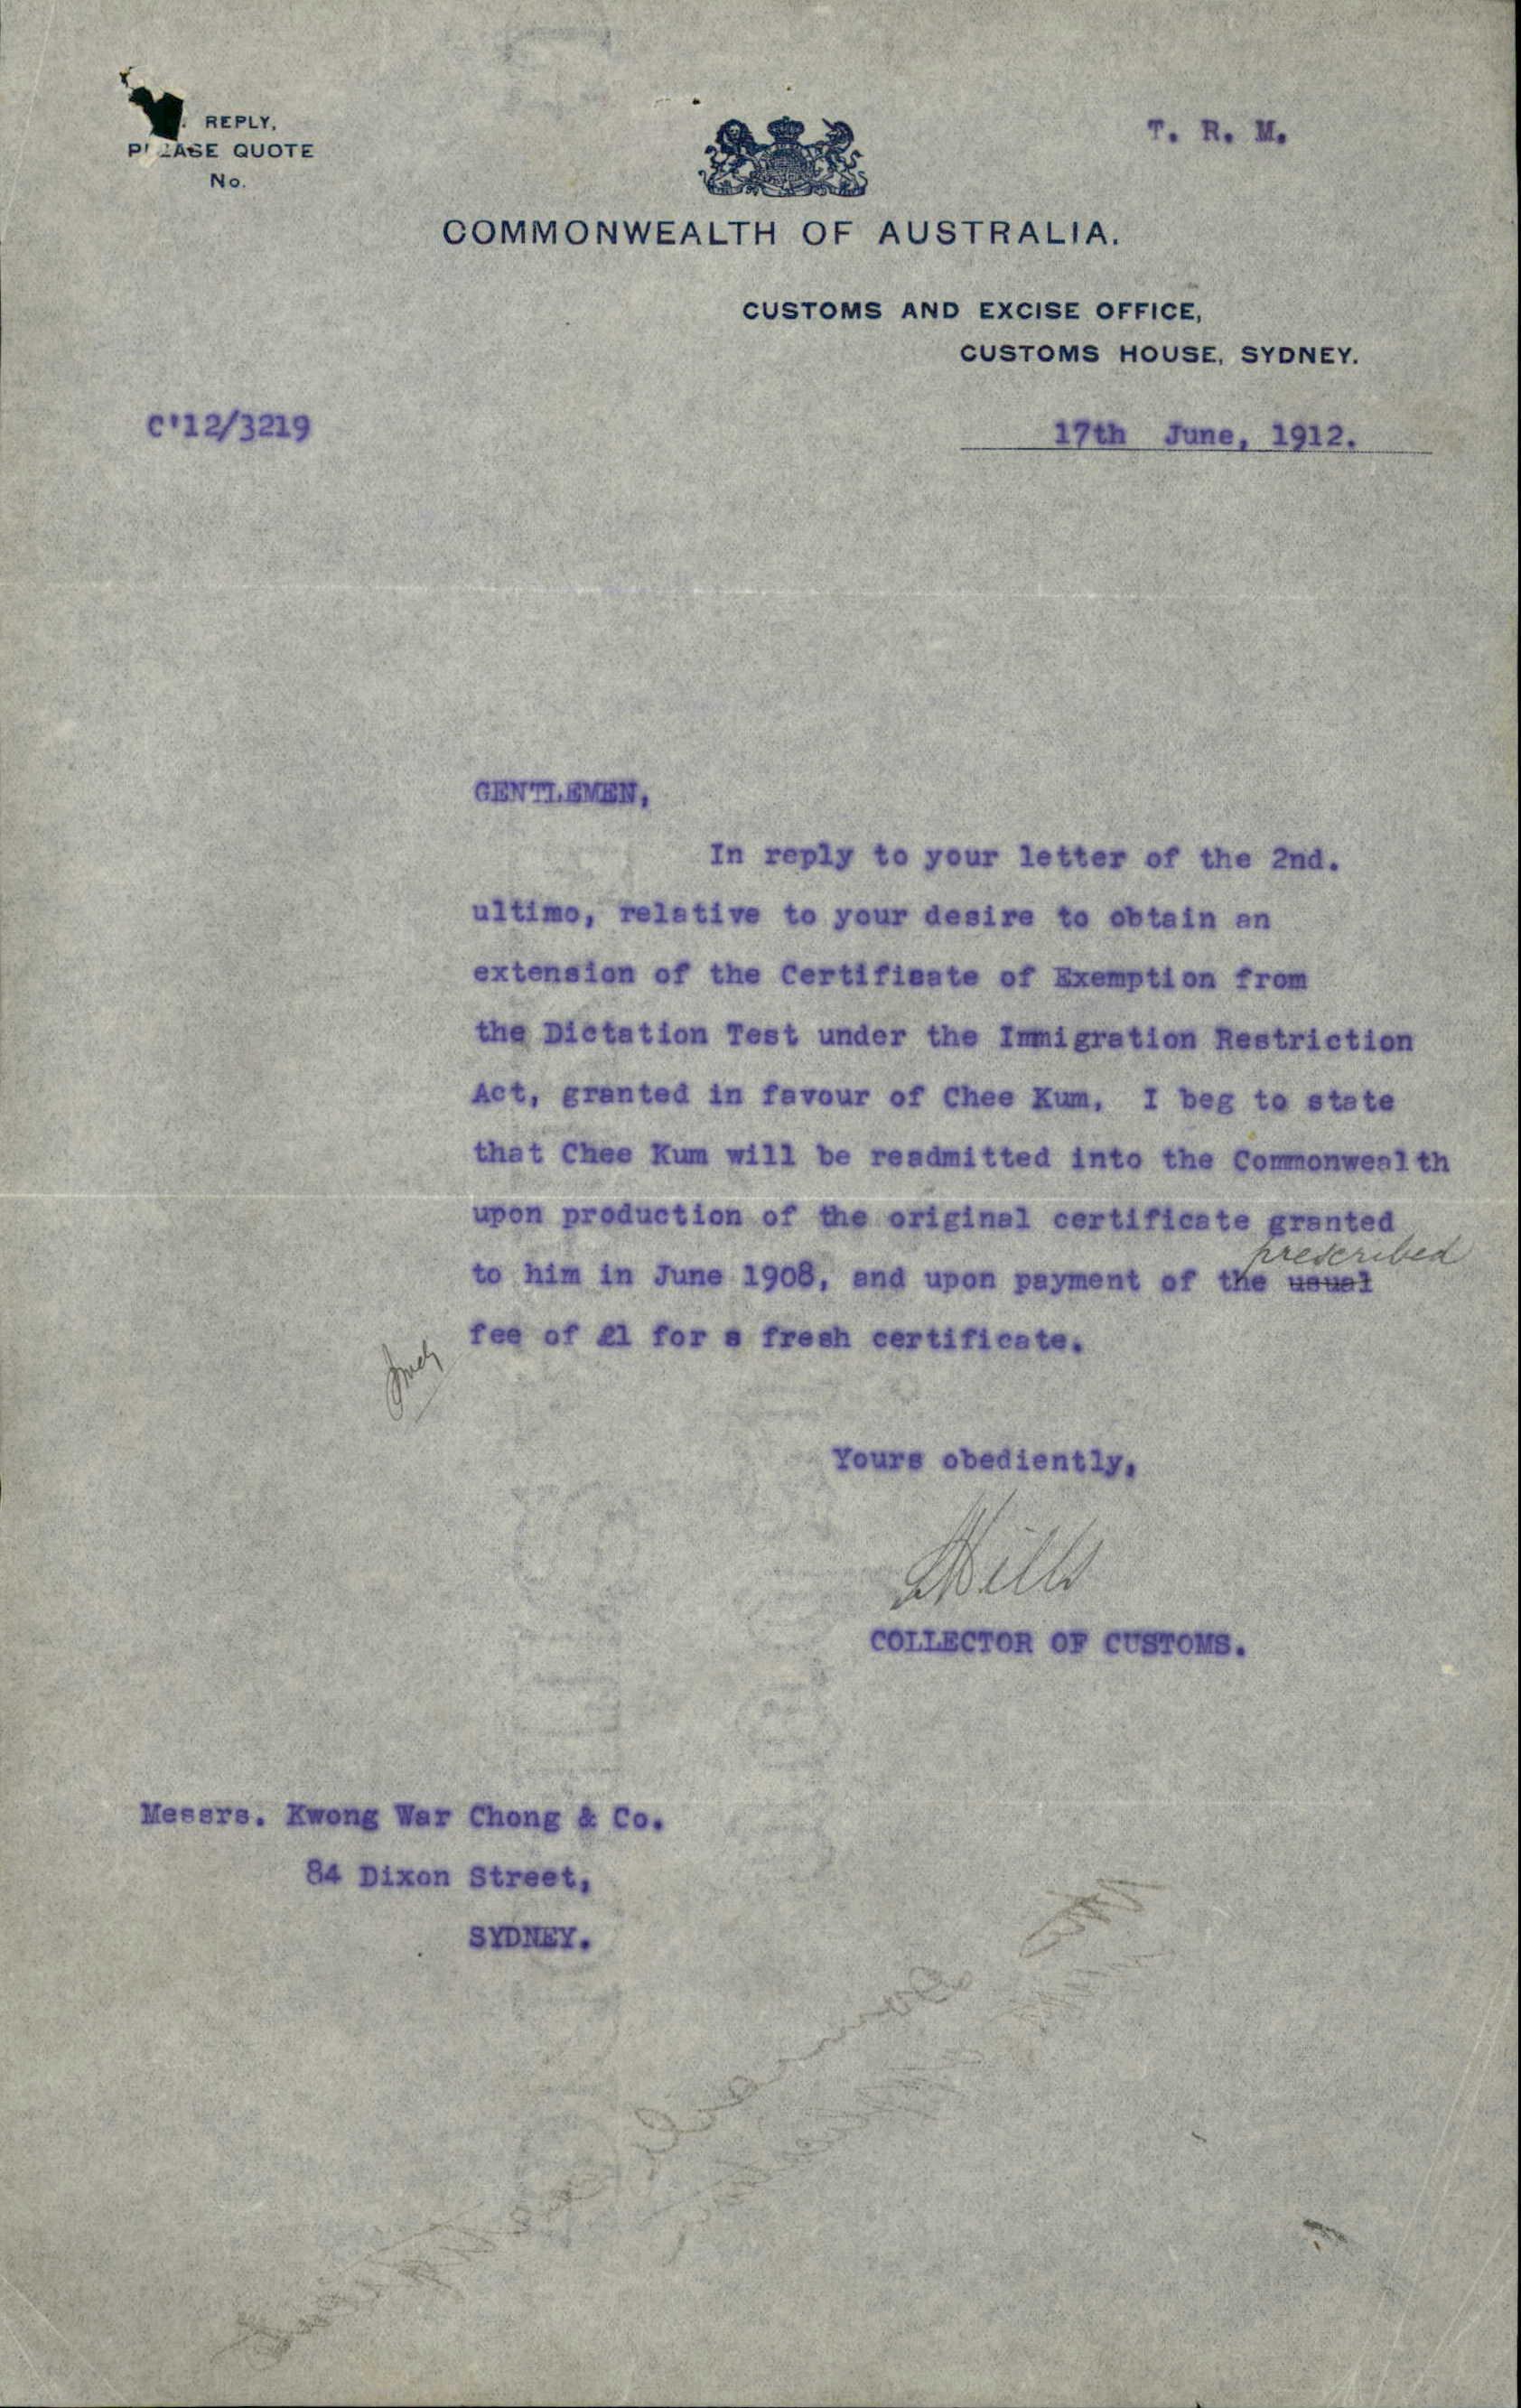 REPLY,
PLEASE QUOTE
No.
T. R. M.
COMMONWEALTH OF AUSTRALIA.
CUSTOMS AND EXCISE OFFICE,
CUSTOMS HOUSE, SYDNEY.
C'12/3219
17th June, 1912.
GENTLEMEN,
In reply to your letter of the 2nd.
ultimo, relative to your desire to obtain an
extension of the Certificate of Exemption from
the Dictation Test under the Immigration Restriction
Act, granted in favour of Chee Kum, I beg to state
that Chee Kum will be readmitted into the Commonwealth
upon production of the original certificate granted
prescribed
to him in June 1908, and upon payment of the usual
fee of £1 for a fresh certificate.
Yours obediently,
COLLECTOR OF CUSTOMS.
Messrs. Kwong War Chong & Co.
84 Dixon Street,
SYDNEY.